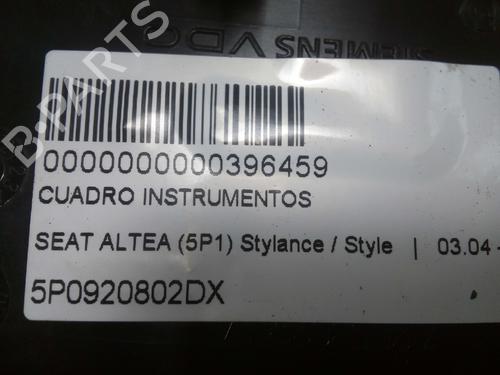 SIEMENS VDO
B-PARTS
0000000000396459
CUADRO INSTRUMENTOS
SEAT ALTEA (5P1) Stylance / Style | 03.04 -
5P0920802DX